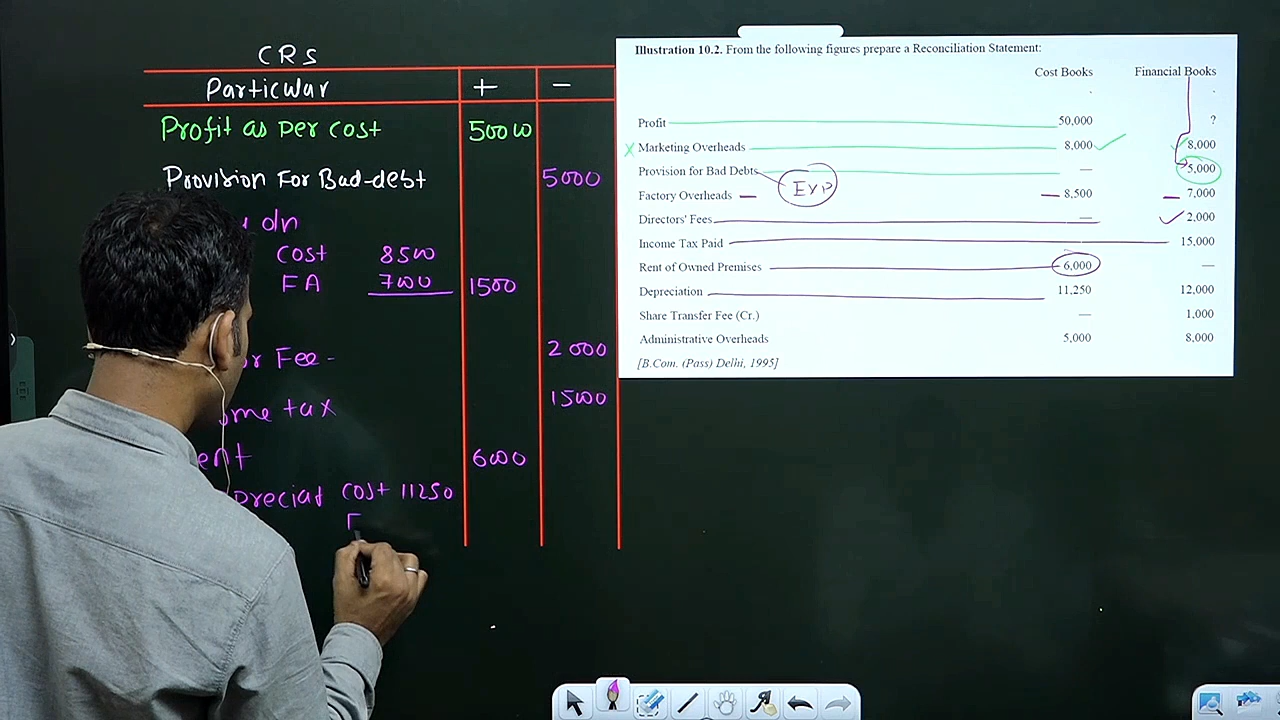 CRS
Particular + −
Profit as Per cost 50000
Provision For Bad-debt 5000
dn
Cost 8500
FA 7000 1500
or Fee - 2000
ome tax 15000
ent 6000
preciat Cost 11250
F
Illustration 10.2. From the following figures prepare a Reconciliation Statement:
Cost Books Financial Books
Profit 50,000 ?
X Marketing Overheads 8,000 8,000
Provision for Bad Debts — 5,000
Exp
Factory Overheads 8,500 7,000
Directors' Fees — 2,000
Income Tax Paid 15,000
Rent of Owned Premises 6,000 —
Depreciation 11,250 12,000
Share Transfer Fee (Cr.) — 1,000
Administrative Overheads 5,000 8,000
[B.Com. (Pass) Delhi, 1995]